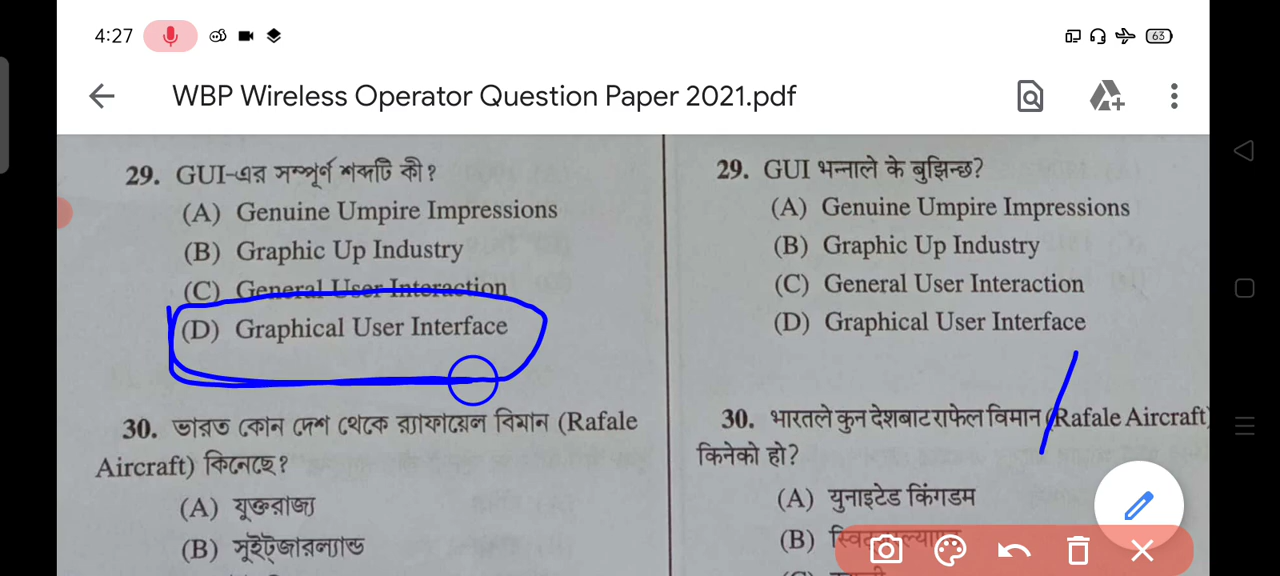 4:27
63
WBP Wireless Operator Question Paper 2021.pdf
29. GUI-এর সম্পূর্ণ শব্দটি কী?
(A) Genuine Umpire Impressions
(B) Graphic Up Industry
(C) General User Interaction
(D) Graphical User Interface
30. ভারত কোন দেশ থেকে র‍্যাফায়েল বিমান (Rafale
Aircraft) কিনেছে?
(A) যুক্তরাজ্য
(B) সুইট্জারল্যান্ড
29. GUI भन्नाले के बुझिन्छ?
(A) Genuine Umpire Impressions
(B) Graphic Up Industry
(C) General User Interaction
(D) Graphical User Interface
30. भारतले कुन देशबाट राफेल विमान (Rafale Aircraft)
किनेको हो?
(A) युनाइटेड किंगडम
(B)